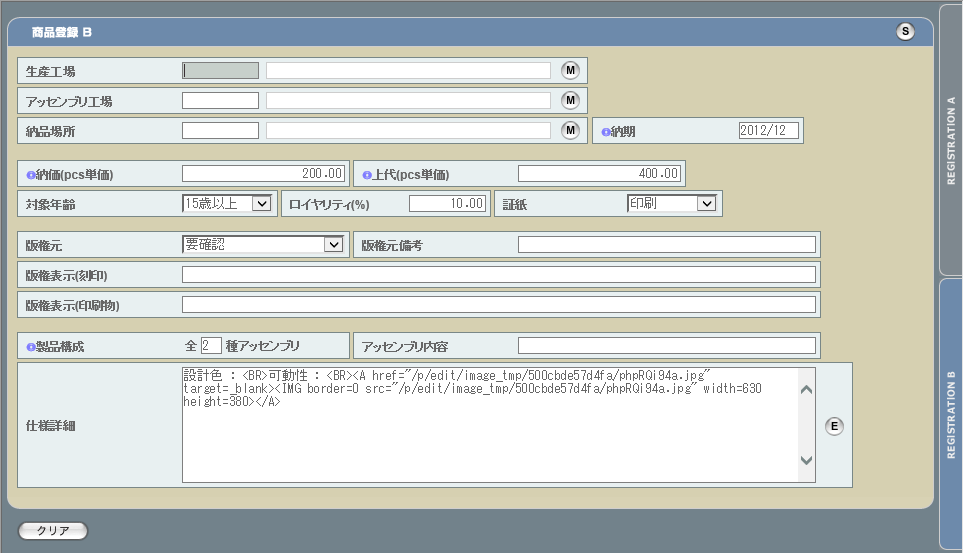 商品登録 B
S
生産工場
M
アッセンブリ工場
M
納品場所
M
納期
2012/12
納価(pcs単価)
200.00
上代(pcs単価)
400.00
対象年齢
15歳以上
ロイヤリティ(%)
10.00
証紙
印刷
版権元
要確認
版権元備考
版権表示(刻印)
版権表示(印刷物)
製品構成
全 2 種アッセンブリ
アッセンブリ内容
仕様詳細
設計色 : <BR>可動性 : <BR><A href="/p/edit/image_tmp/500cbde57d4fa/phpRQi94a.jpg"
target=_blank><IMG border=0 src="/p/edit/image_tmp/500cbde57d4fa/phpRQi94a.jpg" width=630
height=380></A>
E
クリア
REGISTRATION A
REGISTRATION B